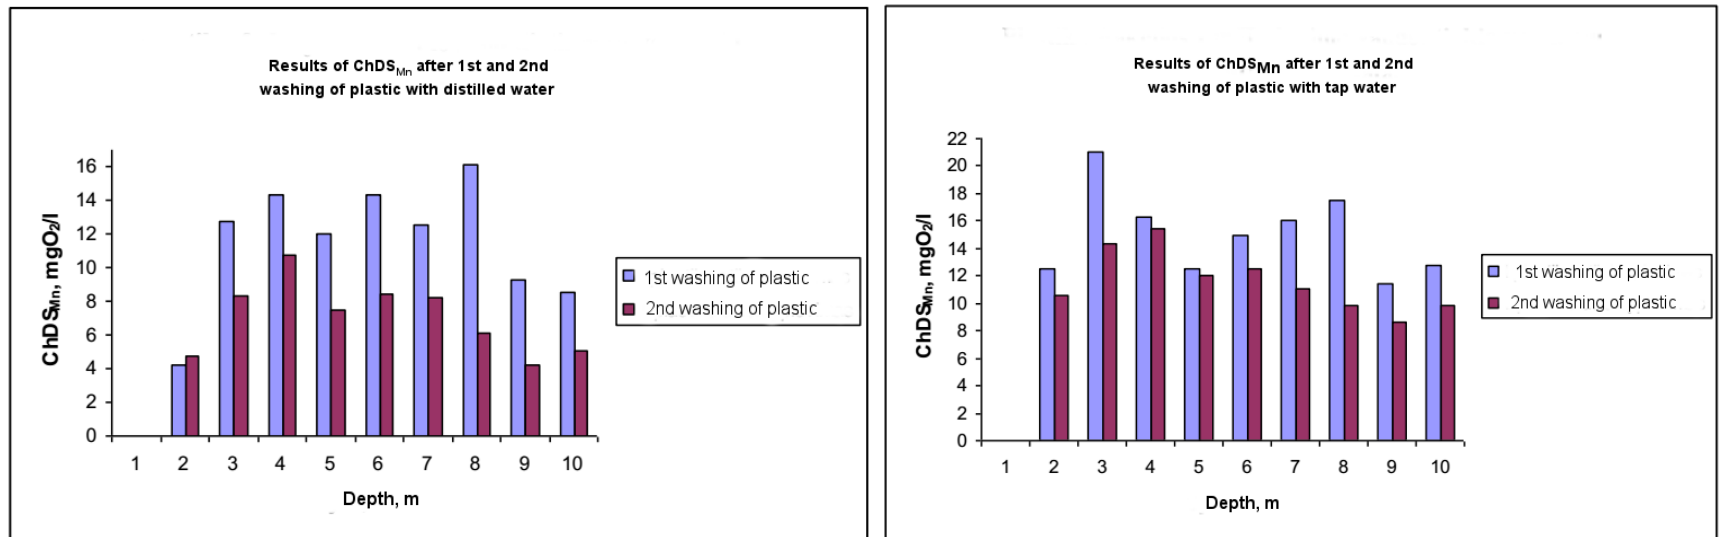 Results of ChDSMn after 1st and 2nd
washing of plastic with distilled water
ChDSMn, mgO2/l
16
14
12
10
8
6
4
2
0
1 2 3 4 5 6 7 8 9 10
Depth, m
1st washing of plastic
2nd washing of plastic
Results of ChDSMn after 1st and 2nd
washing of plastic with tap water
ChDSMn, mgO2/l
22
20
18
16
14
12
10
8
6
4
2
0
1 2 3 4 5 6 7 8 9 10
Depth, m
1st washing of plastic
2nd washing of plastic